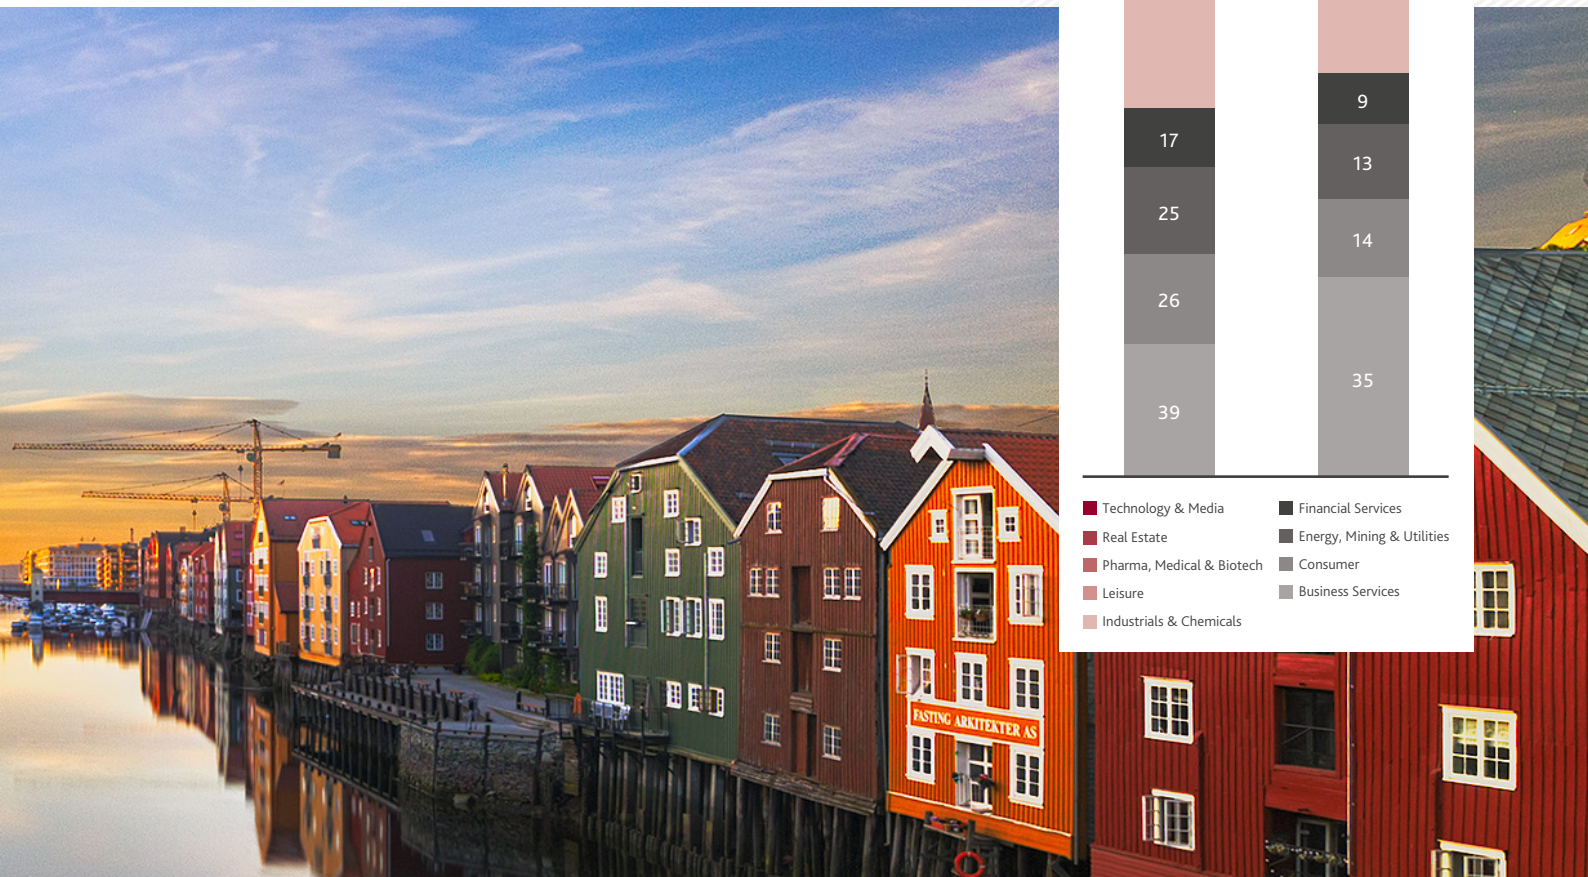 17
25
26
39
9
13
14
35
Technology & Media
Real Estate
Pharma, Medical & Biotech
Leisure
Industrials & Chemicals
Financial Services
Energy, Mining & Utilities
Consumer
Business Services
FASTING ARKITEKTER AS